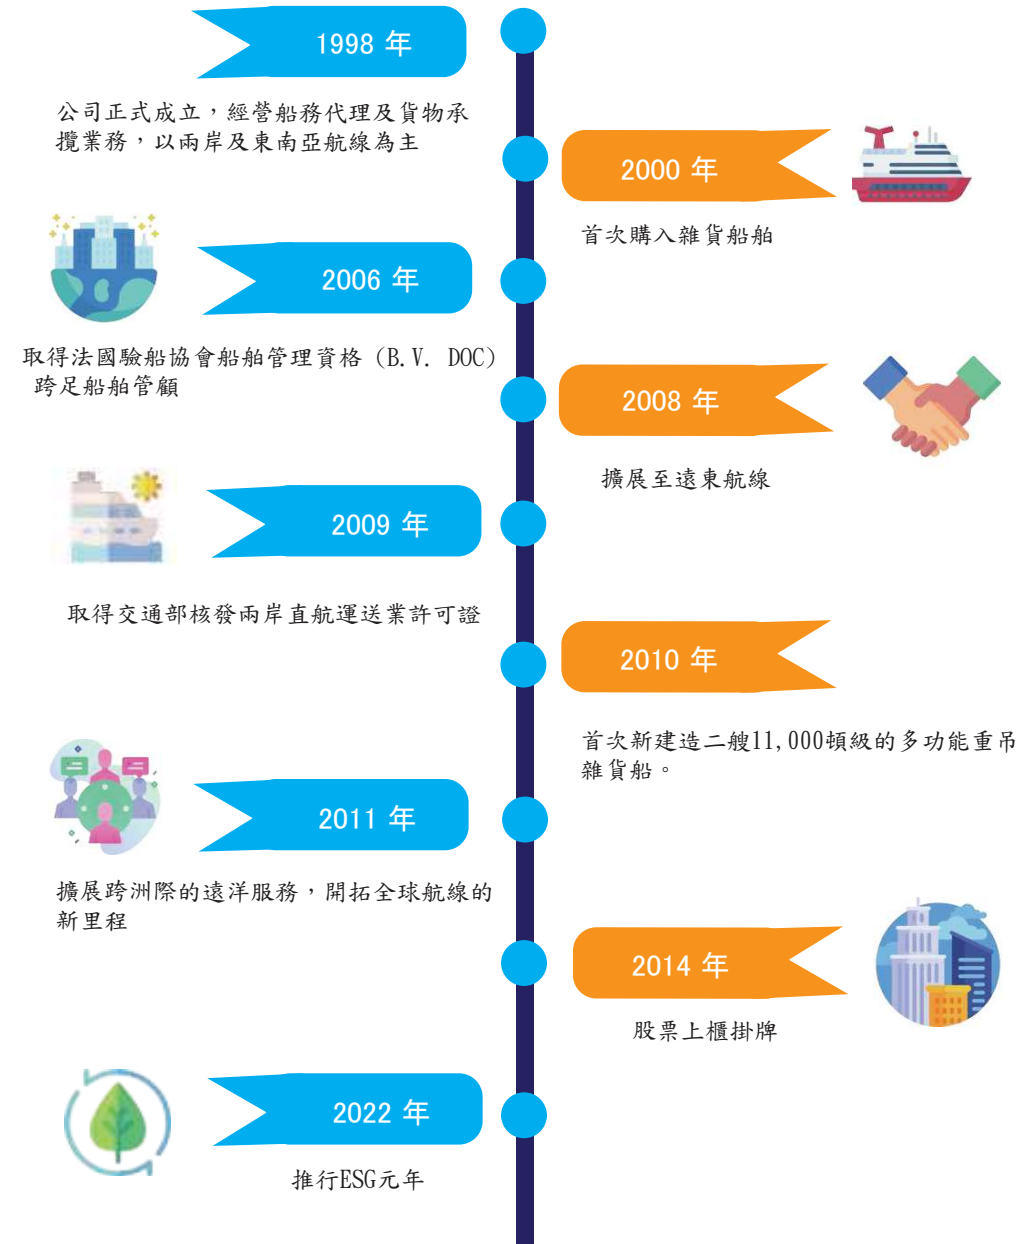 1998 年
公司正式成立，經營船務代理及貨物承
攬業務，以兩岸及東南亞航線為主
2000 年
首次購入雜貨船舶
2006 年
取得法國驗船協會船舶管理資格 (B.V. DOC)
跨足船舶管顧
2008 年
擴展至遠東航線
2009 年
取得交通部核發兩岸直航運送業許可證
2010 年
首次新建造二艘11,000頓級的多功能重吊
雜貨船。
2011 年
擴展跨洲際的遠洋服務，開拓全球航線的
新里程
2014 年
股票上櫃掛牌
2022 年
推行ESG元年